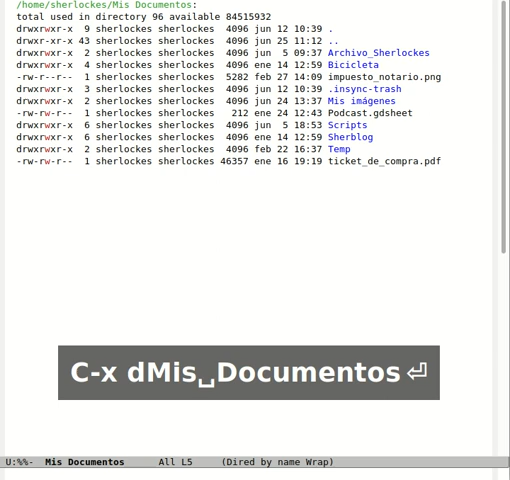 /home/sherlockes/Mis Documentos:
total used in directory 96 available 84515932
drwxrwxr-x  9 sherlockes sherlockes  4096 jun 12 10:39 .
drwxr-xr-x 43 sherlockes sherlockes  4096 jun 25 11:12 ..
drwxrwxr-x  2 sherlockes sherlockes  4096 jun  5 09:37 Archivo_Sherlockes
drwxrwxr-x  4 sherlockes sherlockes  4096 ene 14 12:59 Bicicleta
-rw-r--r--  1 sherlockes sherlockes  5282 feb 27 14:09 impuesto_notario.png
drwxrwxr-x  3 sherlockes sherlockes  4096 jun 12 10:39 .insync-trash
drwxrwxr-x  2 sherlockes sherlockes  4096 jun 24 13:37 Mis imágenes
-rw-rw-r--  1 sherlockes sherlockes   212 ene 24 12:43 Podcast.gdsheet
drwxrwxr-x  6 sherlockes sherlockes  4096 jun  5 18:53 Scripts
drwxrwxr-x  6 sherlockes sherlockes  4096 ene 14 12:59 Sherblog
drwxrwxr-x  2 sherlockes sherlockes  4096 feb 22 16:37 Temp
-rw-rw-r--  1 sherlockes sherlockes 46357 ene 16 19:19 ticket_de_compra.pdf
C-x dMis␣Documentos⏎
U:%%-  Mis Documentos      All L5     (Dired by name Wrap)